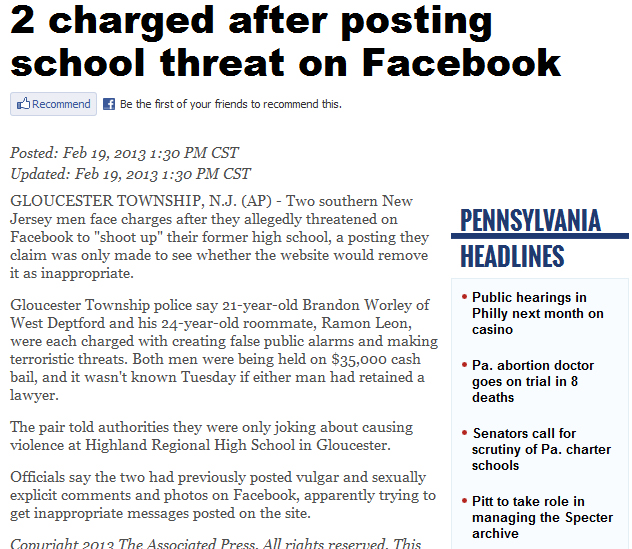 2 charged after posting
school threat on Facebook
Recommend
Be the first of your friends to recommend this.
Posted: Feb 19, 2013 1:30 PM CST
Updated: Feb 19, 2013 1:30 PM CST
GLOUCESTER TOWNSHIP, N.J. (AP) - Two southern New
Jersey men face charges after they allegedly threatened on
Facebook to "shoot up" their former high school, a posting they
claim was only made to see whether the website would remove
it as inappropriate.
Gloucester Township police say 21-year-old Brandon Worley of
West Deptford and his 24-year-old roommate, Ramon Leon,
were each charged with creating false public alarms and making
terroristic threats. Both men were being held on $35,000 cash
bail, and it wasn't known Tuesday if either man had retained a
lawyer.
The pair told authorities they were only joking about causing
violence at Highland Regional High School in Gloucester.
Officials say the two had previously posted vulgar and sexually
explicit comments and photos on Facebook, apparently trying to
get inappropriate messages posted on the site.
Copyright 2013 The Associated Press. All rights reserved. This
PENNSYLVANIA
HEADLINES
• Public hearings in
Philly next month on
casino
• Pa. abortion doctor
goes on trial in 8
deaths
• Senators call for
scrutiny of Pa. charter
schools
• Pitt to take role in
managing the Specter
archive